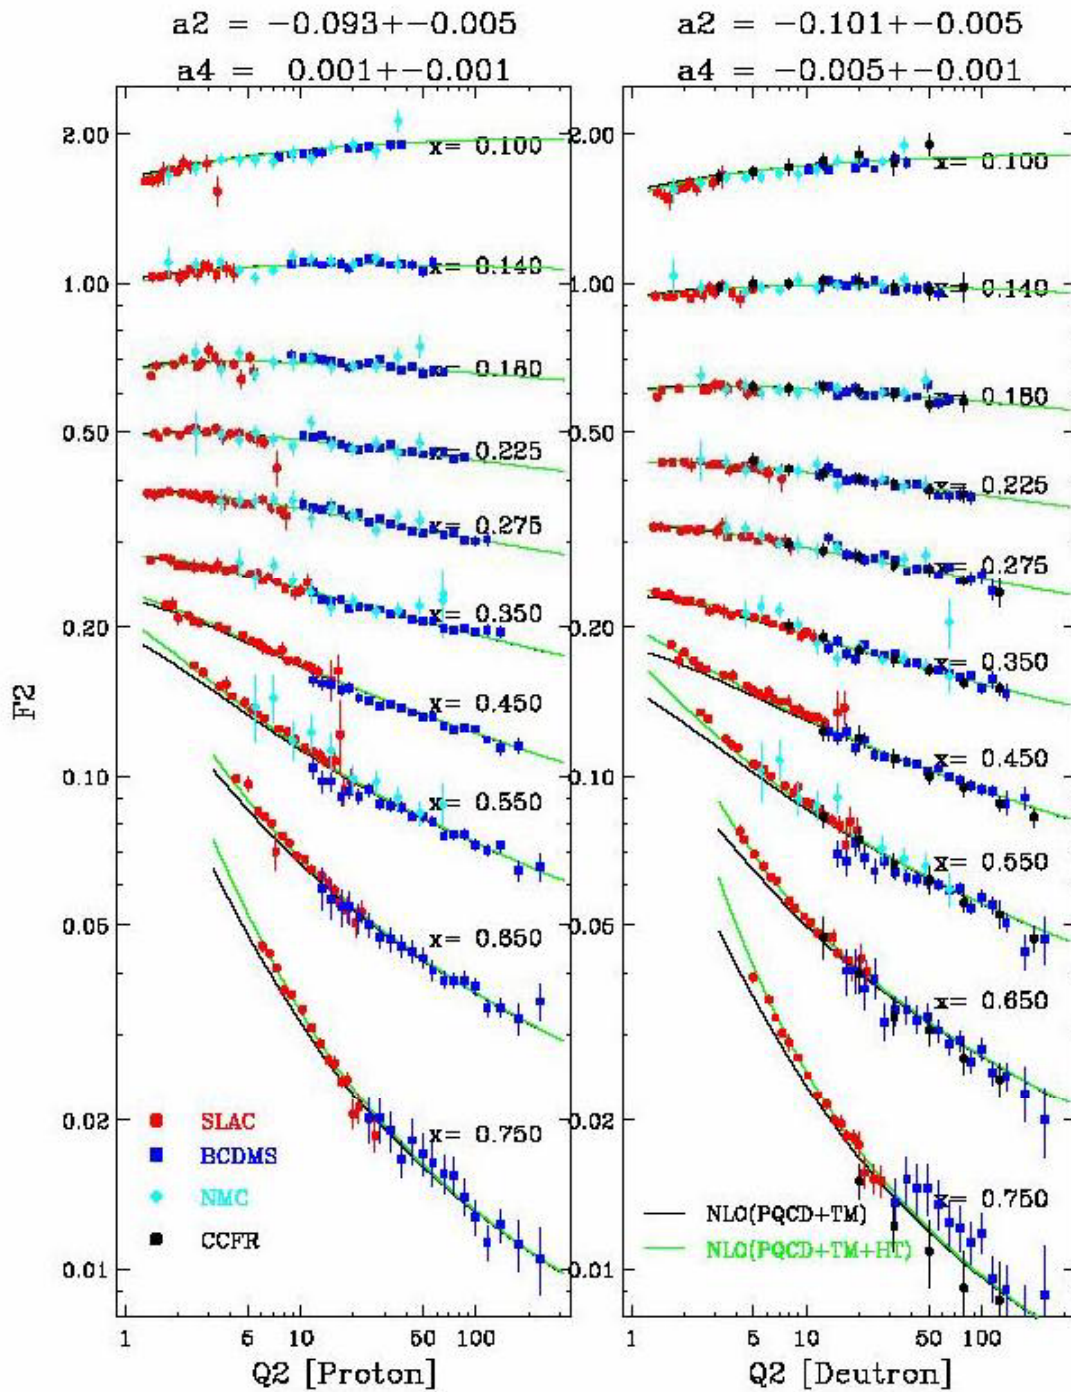 a2 = -0.093+-0.005
a4 = 0.001+-0.001
a2 = -0.101+-0.005
a4 = -0.005+-0.001
F2
2.00
1.00
0.50
0.20
0.10
0.05
0.02
0.01
x= 0.100
x= 0.140
x= 0.180
x= 0.225
x= 0.275
x= 0.350
x= 0.450
x= 0.550
x= 0.650
x= 0.750
SLAC
BCDMS
NMC
CCFR
1 5 10 50 100
Q2 [Proton]
2.00
1.00
0.50
0.20
0.10
0.05
0.02
0.01
x= 0.100
x= 0.140
x= 0.180
x= 0.225
x= 0.275
x= 0.350
x= 0.450
x= 0.550
x= 0.650
x= 0.750
NLO(PQCD+TM)
NLO(PQCD+TM+HT)
1 5 10 50 100
Q2 [Deutron]